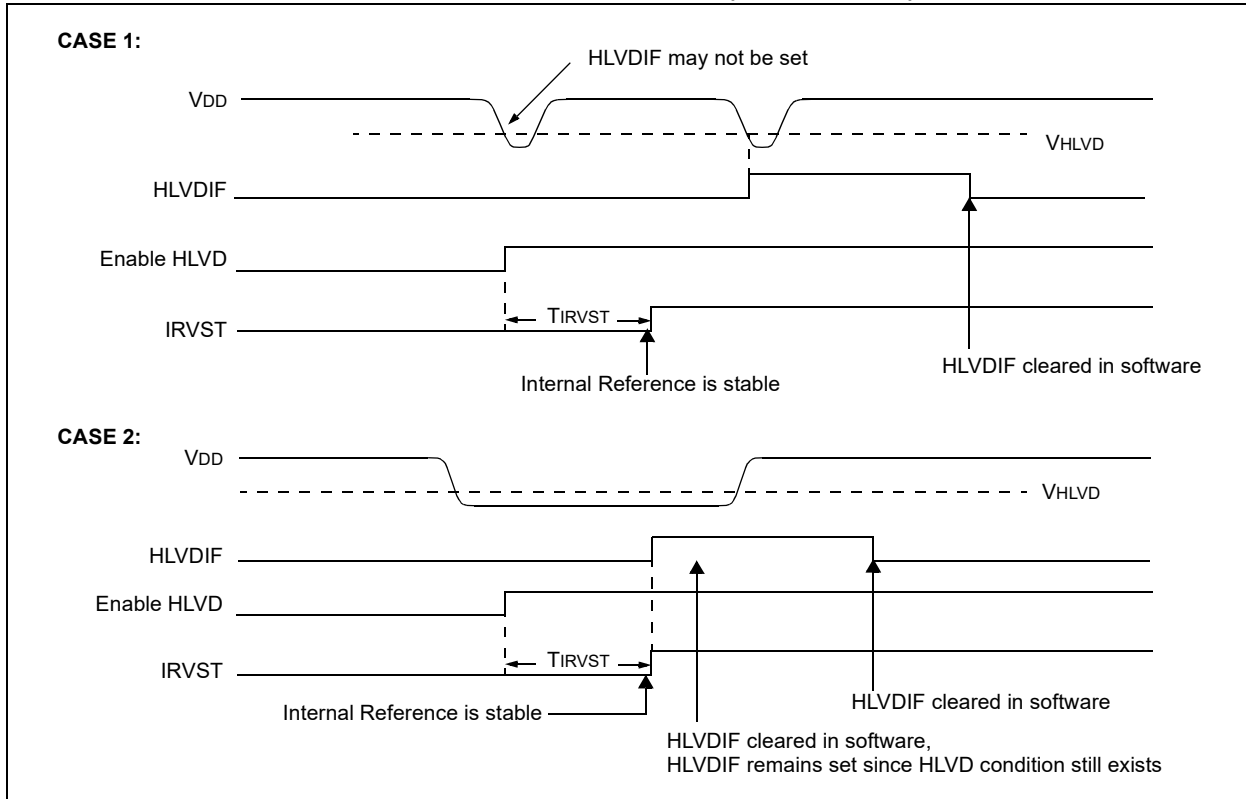 CASE 1:
HLVDIF may not be set
VDD
VHLVD
HLVDIF
Enable HLVD
TIRVST
IRVST
HLVDIF cleared in software
Internal Reference is stable
CASE 2:
VDD
VHLVD
HLVDIF
Enable HLVD
TIRVST
IRVST
HLVDIF cleared in software
Internal Reference is stable
HLVDIF cleared in software,
HLVDIF remains set since HLVD condition still exists